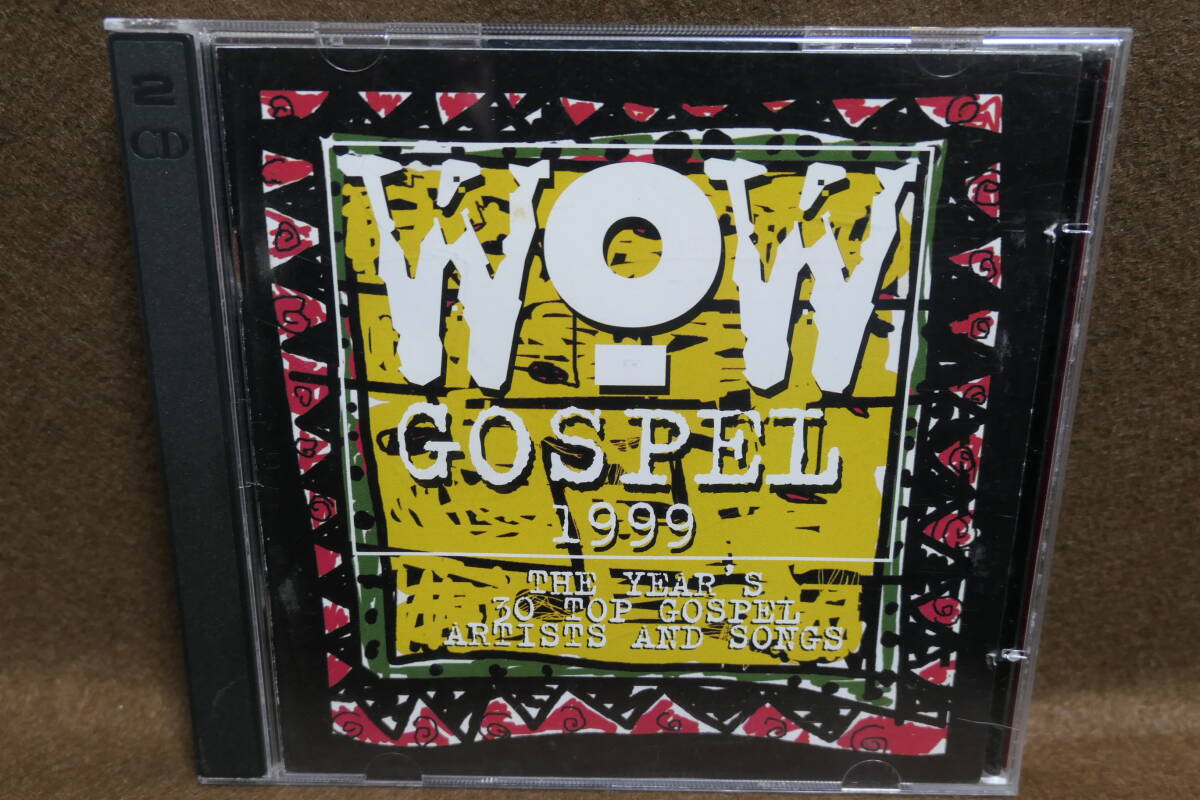 2
CD
WOW
GOSPEL
1999
THE YEAR'S
30 TOP GOSPEL
ARTISTS AND SONGS